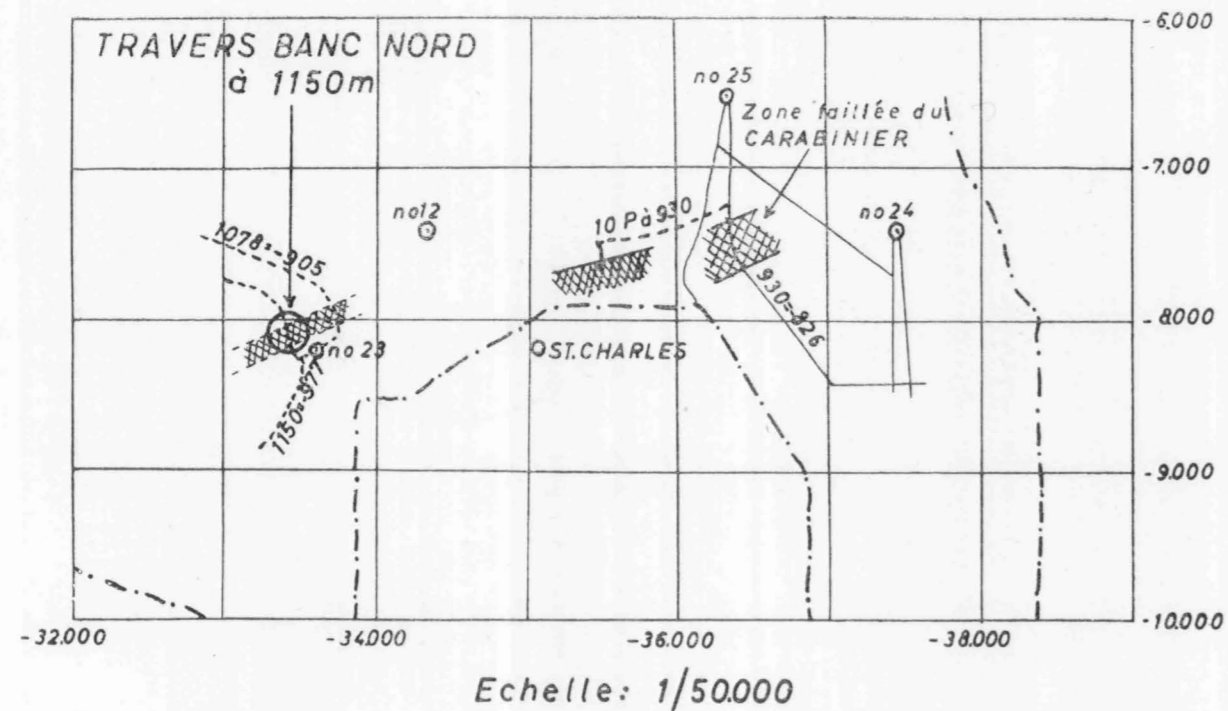 TRAVERS BANC NORD
à 1150m
no 25
Zone faillée du
CARABINIER
no12
no 24
10 P à 930
1078=-905
930=-826
no 23
OST. CHARLES
1150=-977
-6.000
-7.000
-8.000
-9.000
-10.000
-32.000
-34.000
-36.000
-38.000
Echelle: 1/50.000